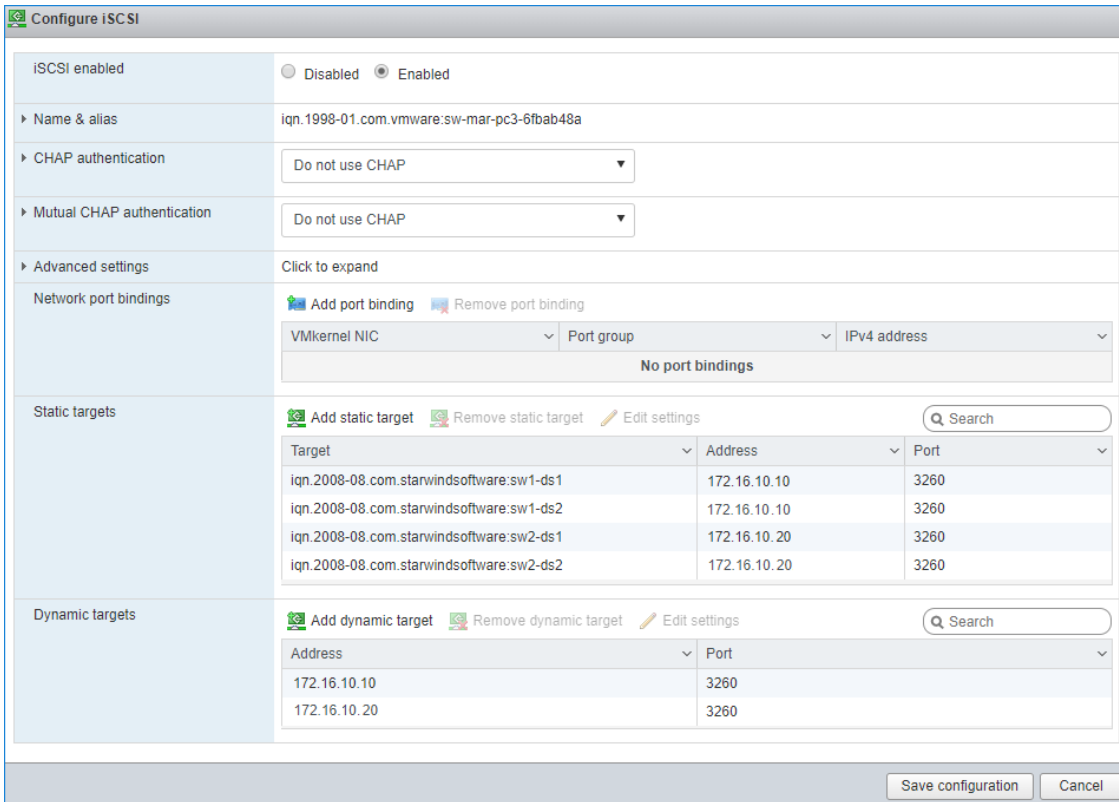 Configure iSCSI
iSCSI enabled
Disabled Enabled
Name & alias
iqn.1998-01.com.vmware:sw-mar-pc3-6fbab48a
CHAP authentication
Do not use CHAP
Mutual CHAP authentication
Do not use CHAP
Advanced settings
Click to expand
Network port bindings
Add port binding Remove port binding
VMkernel NIC Port group IPv4 address
No port bindings
Static targets
Add static target Remove static target Edit settings Search
Target Address Port
iqn.2008-08.com.starwindsoftware:sw1-ds1 172.16.10.10 3260
iqn.2008-08.com.starwindsoftware:sw1-ds2 172.16.10.10 3260
iqn.2008-08.com.starwindsoftware:sw2-ds1 172.16.10.20 3260
iqn.2008-08.com.starwindsoftware:sw2-ds2 172.16.10.20 3260
Dynamic targets
Add dynamic target Remove dynamic target Edit settings Search
Address Port
172.16.10.10 3260
172.16.10.20 3260
Save configuration Cancel